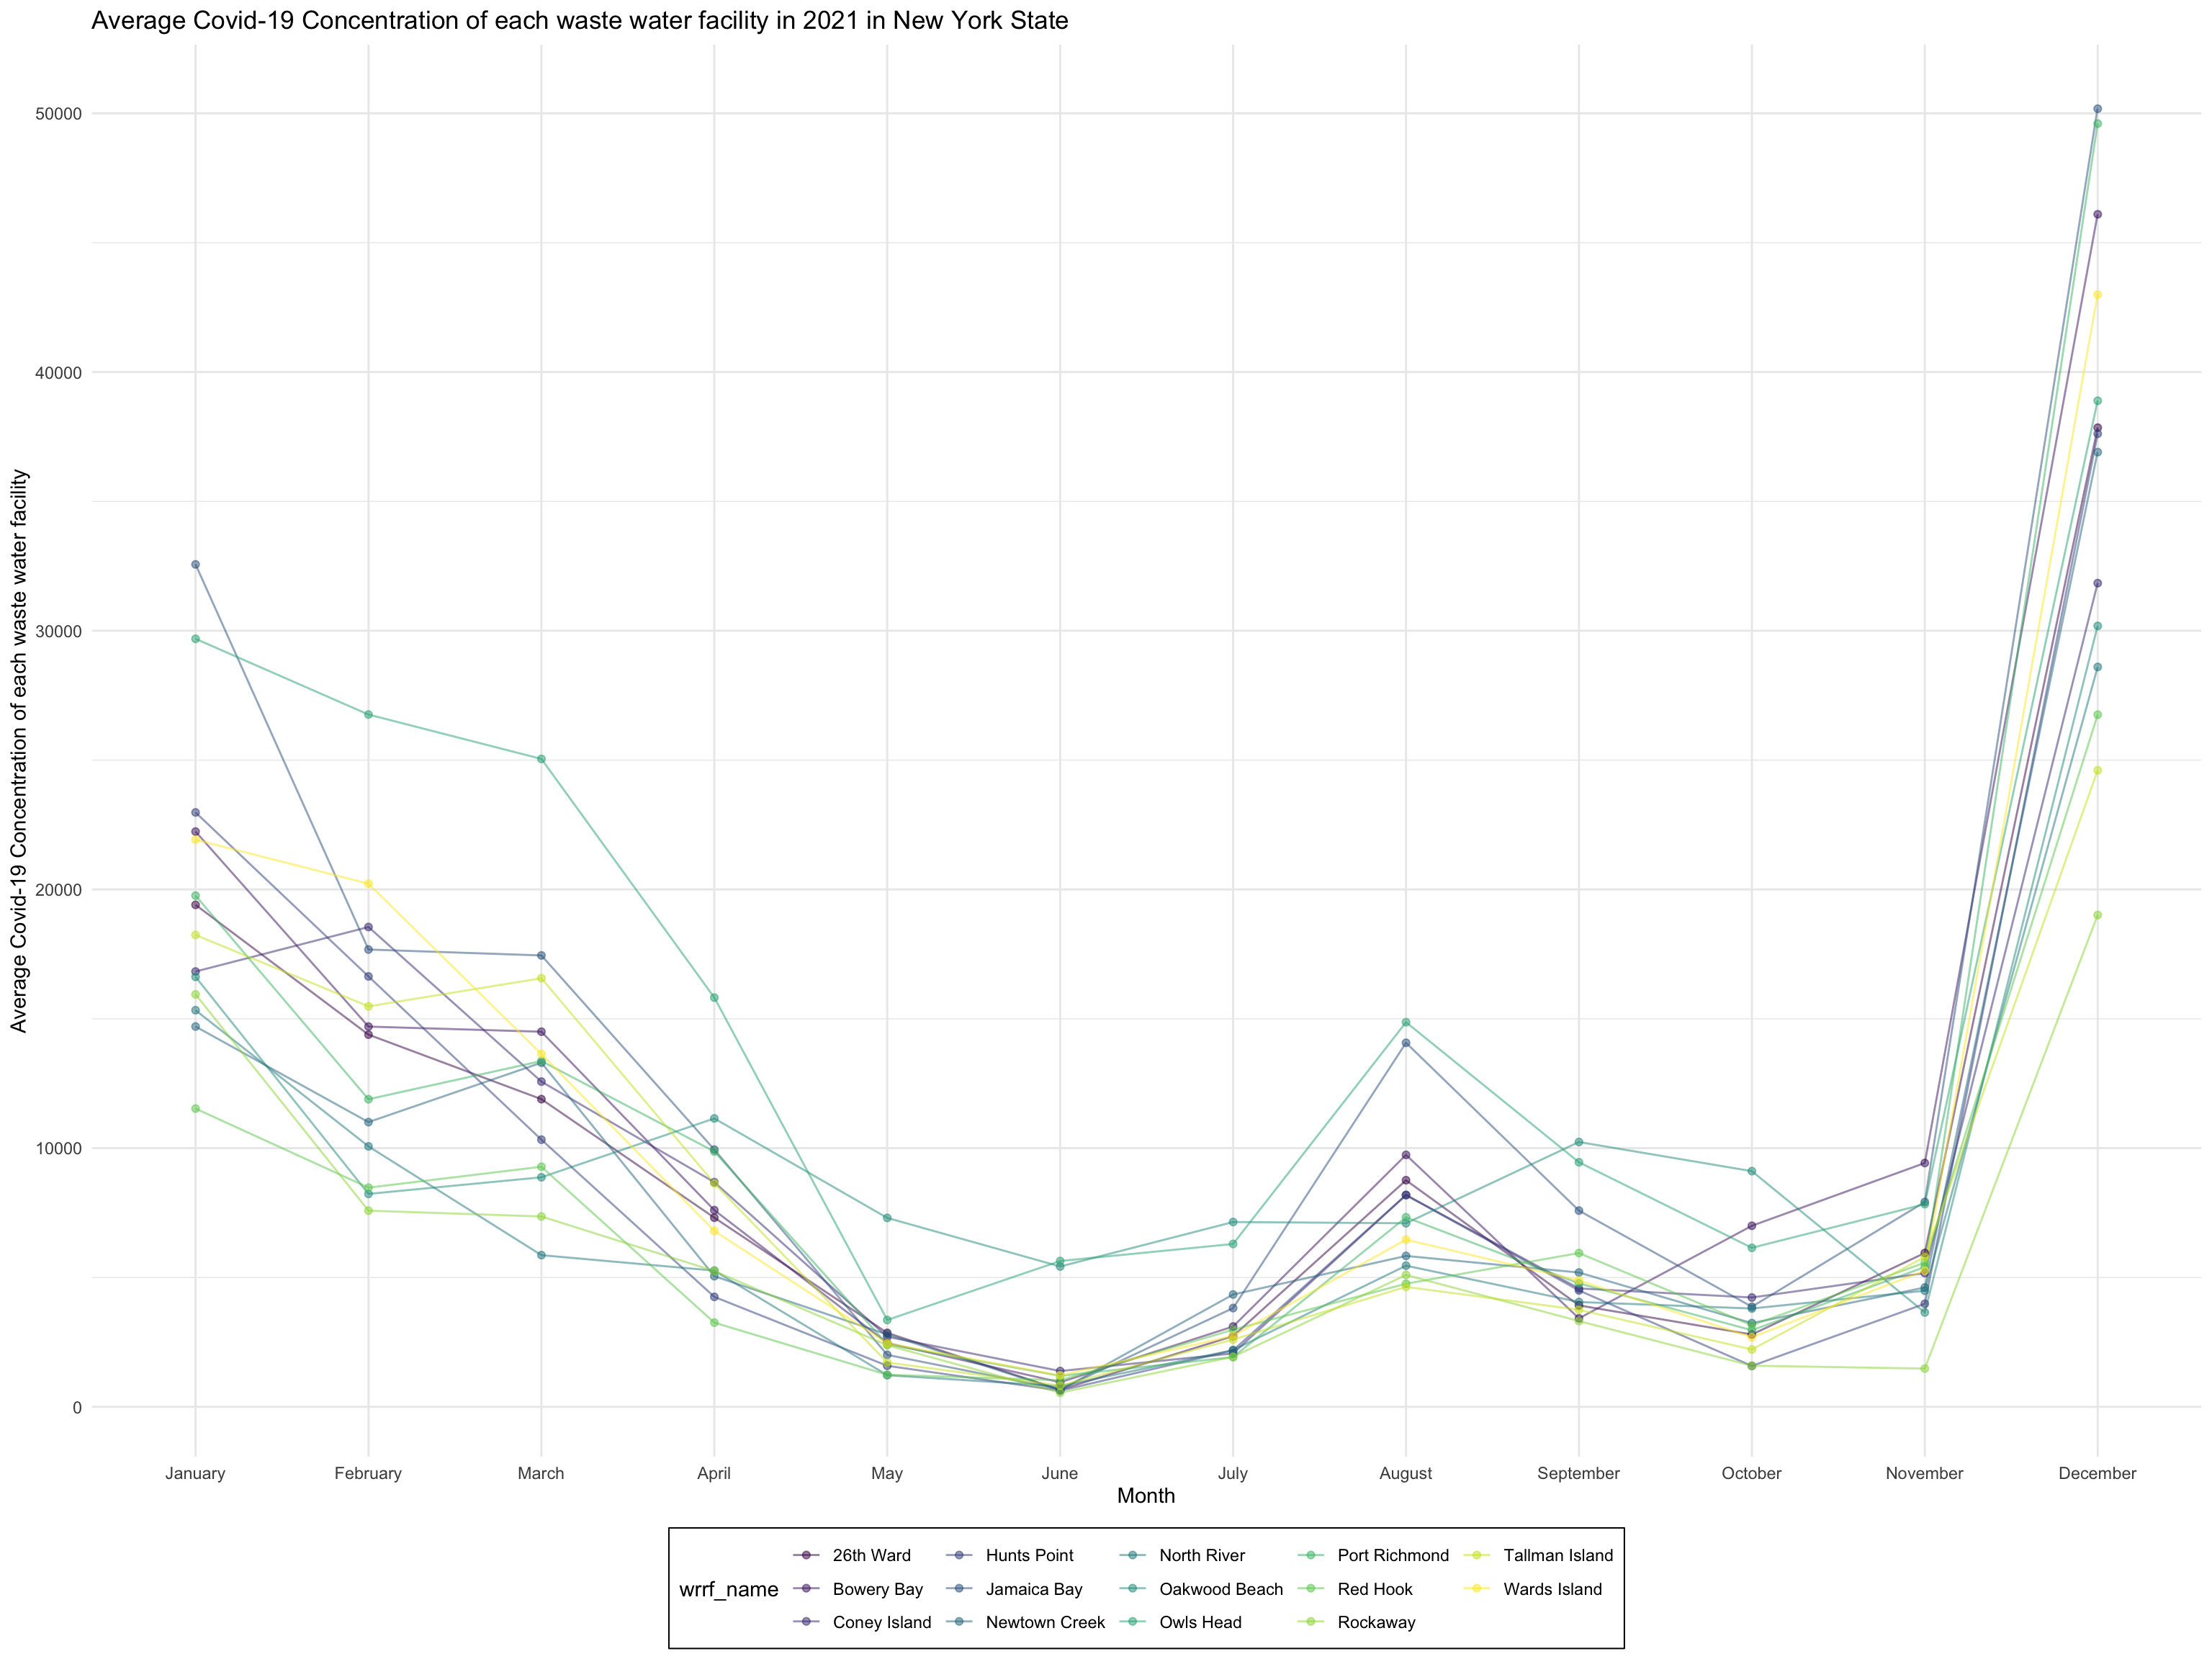 Average Covid-19 Concentration of each waste water facility in 2021 in New York State
Average Covid-19 Concentration of each waste water facility
50000
40000
30000
20000
10000
0
January February March April May June July August September October November December
Month
wrrf_name
26th Ward Hunts Point North River Port Richmond Tallman Island
Bowery Bay Jamaica Bay Oakwood Beach Red Hook Wards Island
Coney Island Newtown Creek Owls Head Rockaway